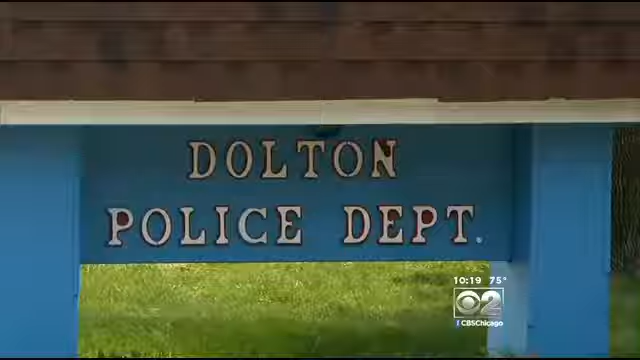 DOLTON
POLICE DEPT.
10:19 75°
CBS 2
CBSChicago